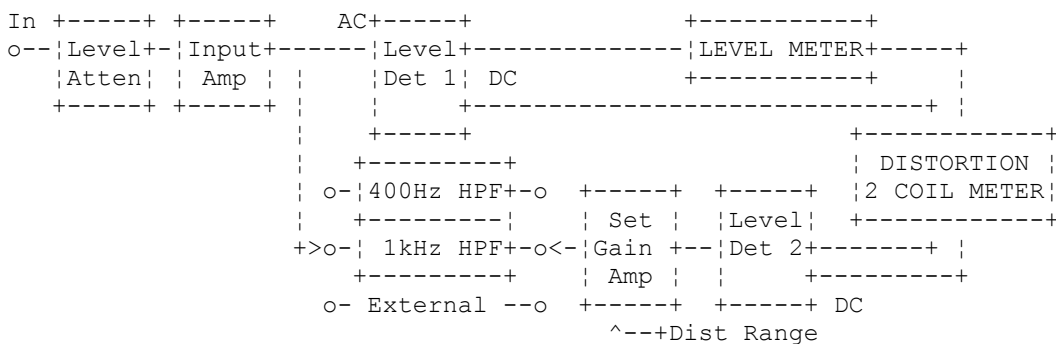 In +-----+ +-----+ AC+-----+ +-----------+
o--¦Level+-¦Input+------¦Level+--------------¦LEVEL METER+-----+
¦Atten¦ ¦ Amp ¦ ¦ ¦Det 1¦ DC +-----------+ ¦
+-----+ +-----+ ¦ ¦ +------------------------------+ ¦
¦ +-----+ +------------+
¦ +---------+ ¦ DISTORTION ¦
¦ o-¦400Hz HPF+-o +-----+ +-----+ ¦2 COIL METER¦
¦ +---------¦ ¦ Set ¦ ¦Level¦ +------------+
+>o-¦ 1kHz HPF+-o<-¦Gain +--¦Det 2+-------+ ¦
+---------+ ¦ Amp ¦ ¦ +---------+
o- External --o +-----+ +-----+ DC
^--+Dist Range